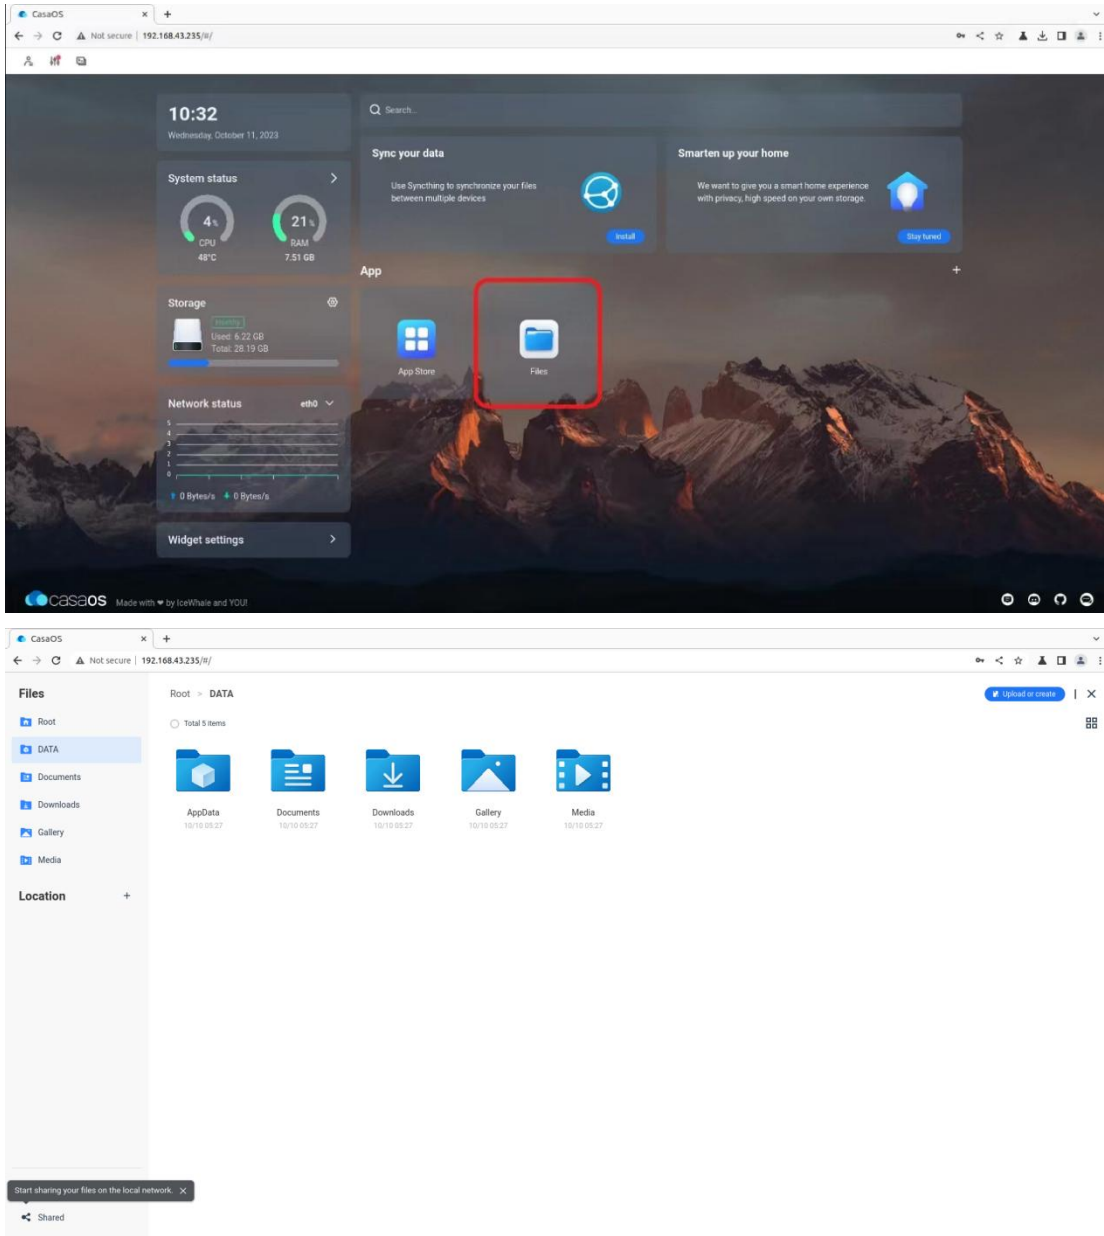 CasaOS
Not secure | 192.168.43.235/#/
10:32
Wednesday, October 11, 2023
Search...
System status
4%
CPU
48°C
21%
RAM
7.51 GB
Sync your data
Use Syncthing to synchronize your files
between multiple devices
Install
Smarten up your home
We want to give you a smart home experience
with privacy, high speed on your own storage.
Stay tuned
App
+
App Store
Files
Storage
Healthy
Used: 6.22 GB
Total: 28.19 GB
Network status
eth0
5
4
3
2
1
0
0 Bytes/s
0 Bytes/s
Widget settings
CasaOS
Made with ❤ by IceWhale and YOU!
CasaOS
Not secure | 192.168.43.235/#/
Files
Root
DATA
Documents
Downloads
Gallery
Media
Location +
Root > DATA
Upload or create
Total 5 items
AppData
10/10 05:27
Documents
10/10 05:27
Downloads
10/10 05:27
Gallery
10/10 05:27
Media
10/10 05:27
Start sharing your files on the local network.
Shared